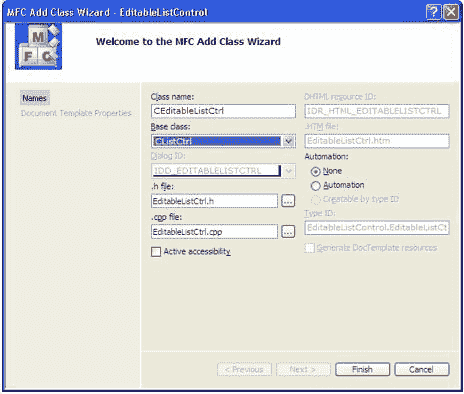 MFC Add Class Wizard - EditableListControl
M
F C
Welcome to the MFC Add Class Wizard
Names
Document Template Properties
Class name:
CEditableListCtrl
Base class:
CListCtrl
Dialog ID:
IDD_EDITABLELISTCTRL
.h file:
EditableListCtrl.h
...
.cpp file:
EditableListCtrl.cpp
...
Active accessibility
DHTML resource ID:
IDR_HTML_EDITABLELISTCTRL
.HTM file:
EditableListCtrl.htm
Automation:
None
Automation
Creatable by type ID
Type ID:
EditableListControl.EditableListCt
Generate DocTemplate resources
< Previous
Next >
Finish
Cancel